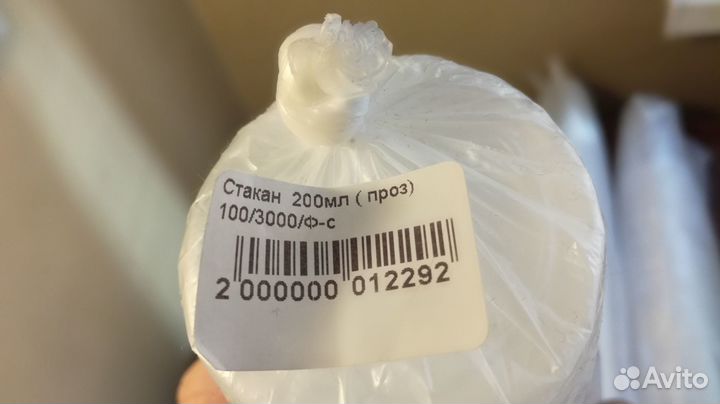 Стакан 200мл ( проз)
100/3000/Ф-с
2 000000 012292
Avito